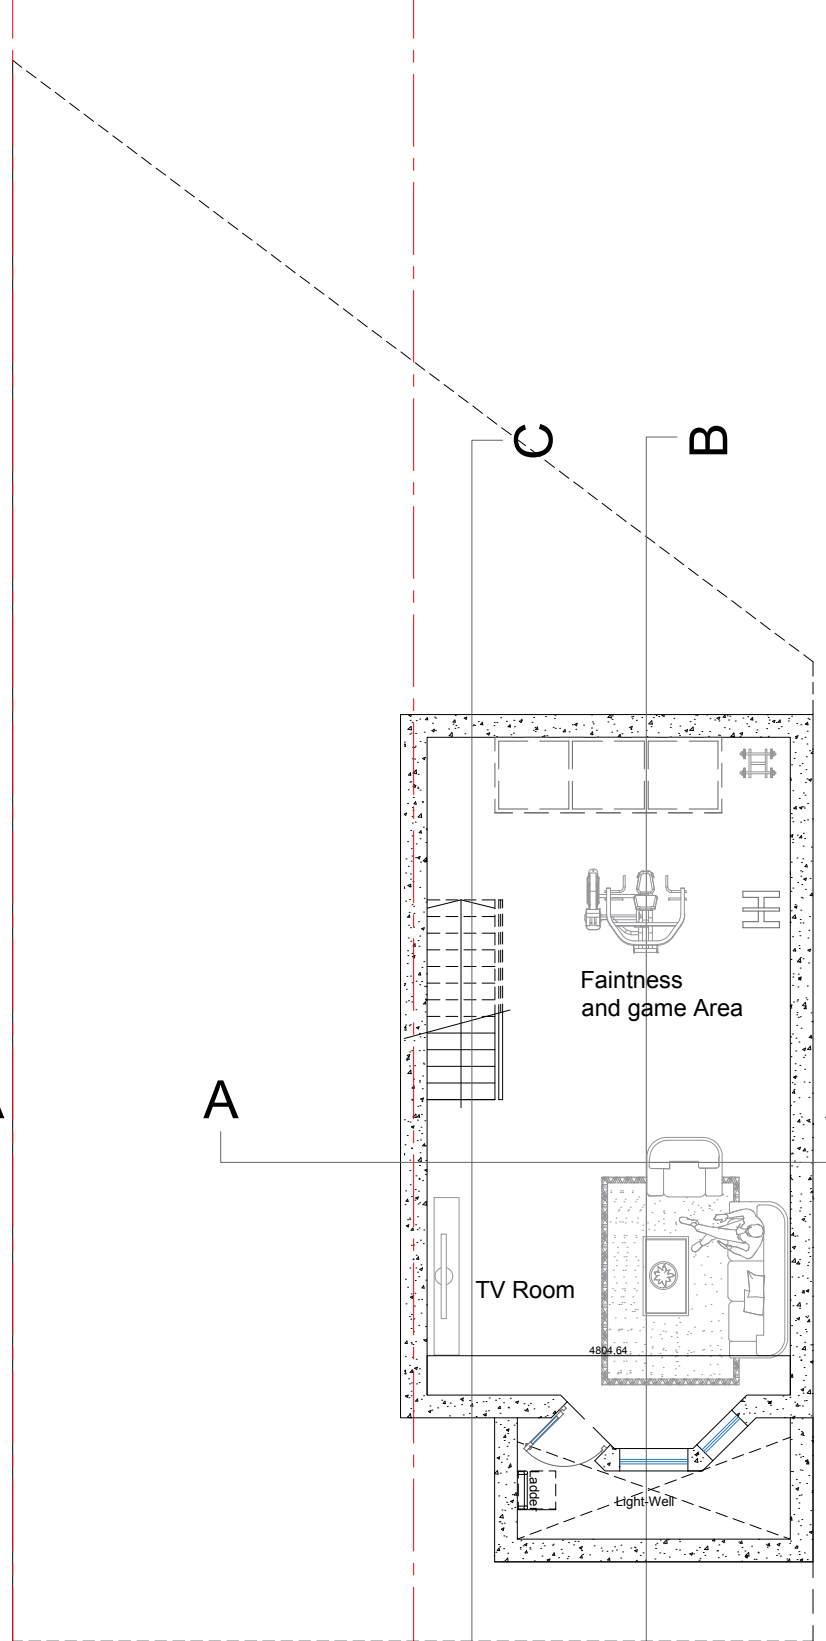 C
B
Faintness
and game Area
A
TV Room
4804,64
Ladder
Light-Well